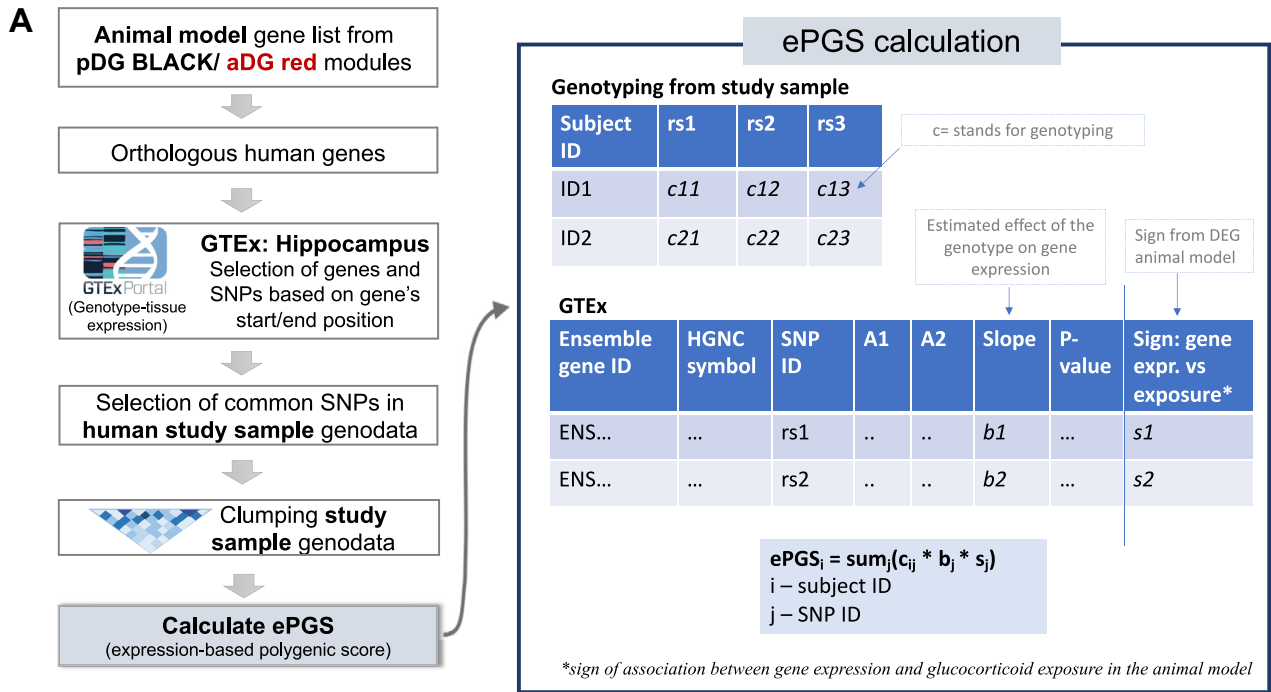 A
Animal model gene list from
pDG BLACK/ aDG red modules
Orthologous human genes
GTExPortal
(Genotype-tissue
expression)
GTEx: Hippocampus
Selection of genes and
SNPs based on gene's
start/end position
Selection of common SNPs in
human study sample genodata
Clumping study
sample genodata
Calculate ePGS
(expression-based polygenic score)
ePGS calculation
Genotyping from study sample
Subject ID rs1 rs2 rs3
ID1 c11 c12 c13
ID2 c21 c22 c23
c= stands for genotyping
Estimated effect of the
genotype on gene
expression
Sign from DEG
animal model
GTEx
Ensemble gene ID HGNC symbol SNP ID A1 A2 Slope P-value Sign: gene expr. vs exposure*
ENS... ... rs1 .. .. b1 ... s1
ENS... ... rs2 .. .. b2 ... s2
ePGSi = sumj(cij * bj * sj)
i – subject ID
j – SNP ID
*sign of association between gene expression and glucocorticoid exposure in the animal model